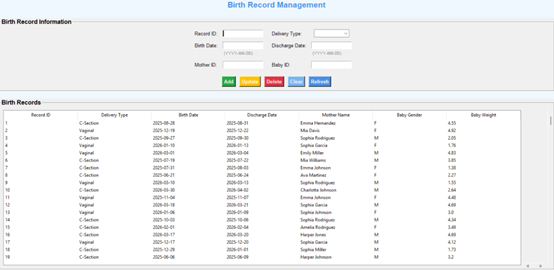 Birth Record Management
Birth Record Information
Record ID: Delivery Type:
Birth Date: Discharge Date:
(YYYY-MM-DD) (YYYY-MM-DD)
Mother ID: Baby ID:
Add Update Delete Clear Refresh
Birth Records
Record ID Delivery Type Birth Date Discharge Date Mother Name Baby Gender Baby Weight
1 C-Section 2025-08-28 2025-08-31 Emma Hernandez F 4.55
2 Vaginal 2025-12-19 2025-12-22 Mia Davis F 4.92
3 C-Section 2025-09-27 2025-09-30 Sophia Rodriguez M 2.05
4 Vaginal 2026-01-10 2026-01-13 Sophia Garcia F 1.76
5 C-Section 2026-03-01 2026-03-04 Emily Miller M 4.83
6 C-Section 2025-07-19 2025-07-22 Mia Williams M 3.85
7 C-Section 2025-07-31 2025-08-03 Emma Johnson F 1.38
8 C-Section 2025-06-21 2025-06-24 Ava Martinez F 2.27
9 Vaginal 2026-03-10 2026-03-13 Sophia Rodriguez M 1.55
10 C-Section 2026-03-30 2026-04-02 Charlotte Johnson M 2.64
11 Vaginal 2025-11-04 2025-11-07 Emma Johnson F 4.48
12 Vaginal 2026-03-18 2026-03-21 Sophia Garcia M 4.69
13 C-Section 2026-01-06 2026-01-09 Sophia Johnson F 3.0
14 C-Section 2025-10-03 2025-10-06 Sophia Rodriguez M 4.34
15 C-Section 2026-02-01 2026-02-04 Amelia Rodriguez F 3.48
16 Vaginal 2026-03-17 2026-03-20 Harper Jones M 4.69
17 Vaginal 2025-12-17 2025-12-20 Sophia Garcia M 4.12
18 C-Section 2025-12-29 2026-01-01 Sophia Miller M 1.73
19 C-Section 2025-06-06 2025-06-09 Harper Johnson M 3.2